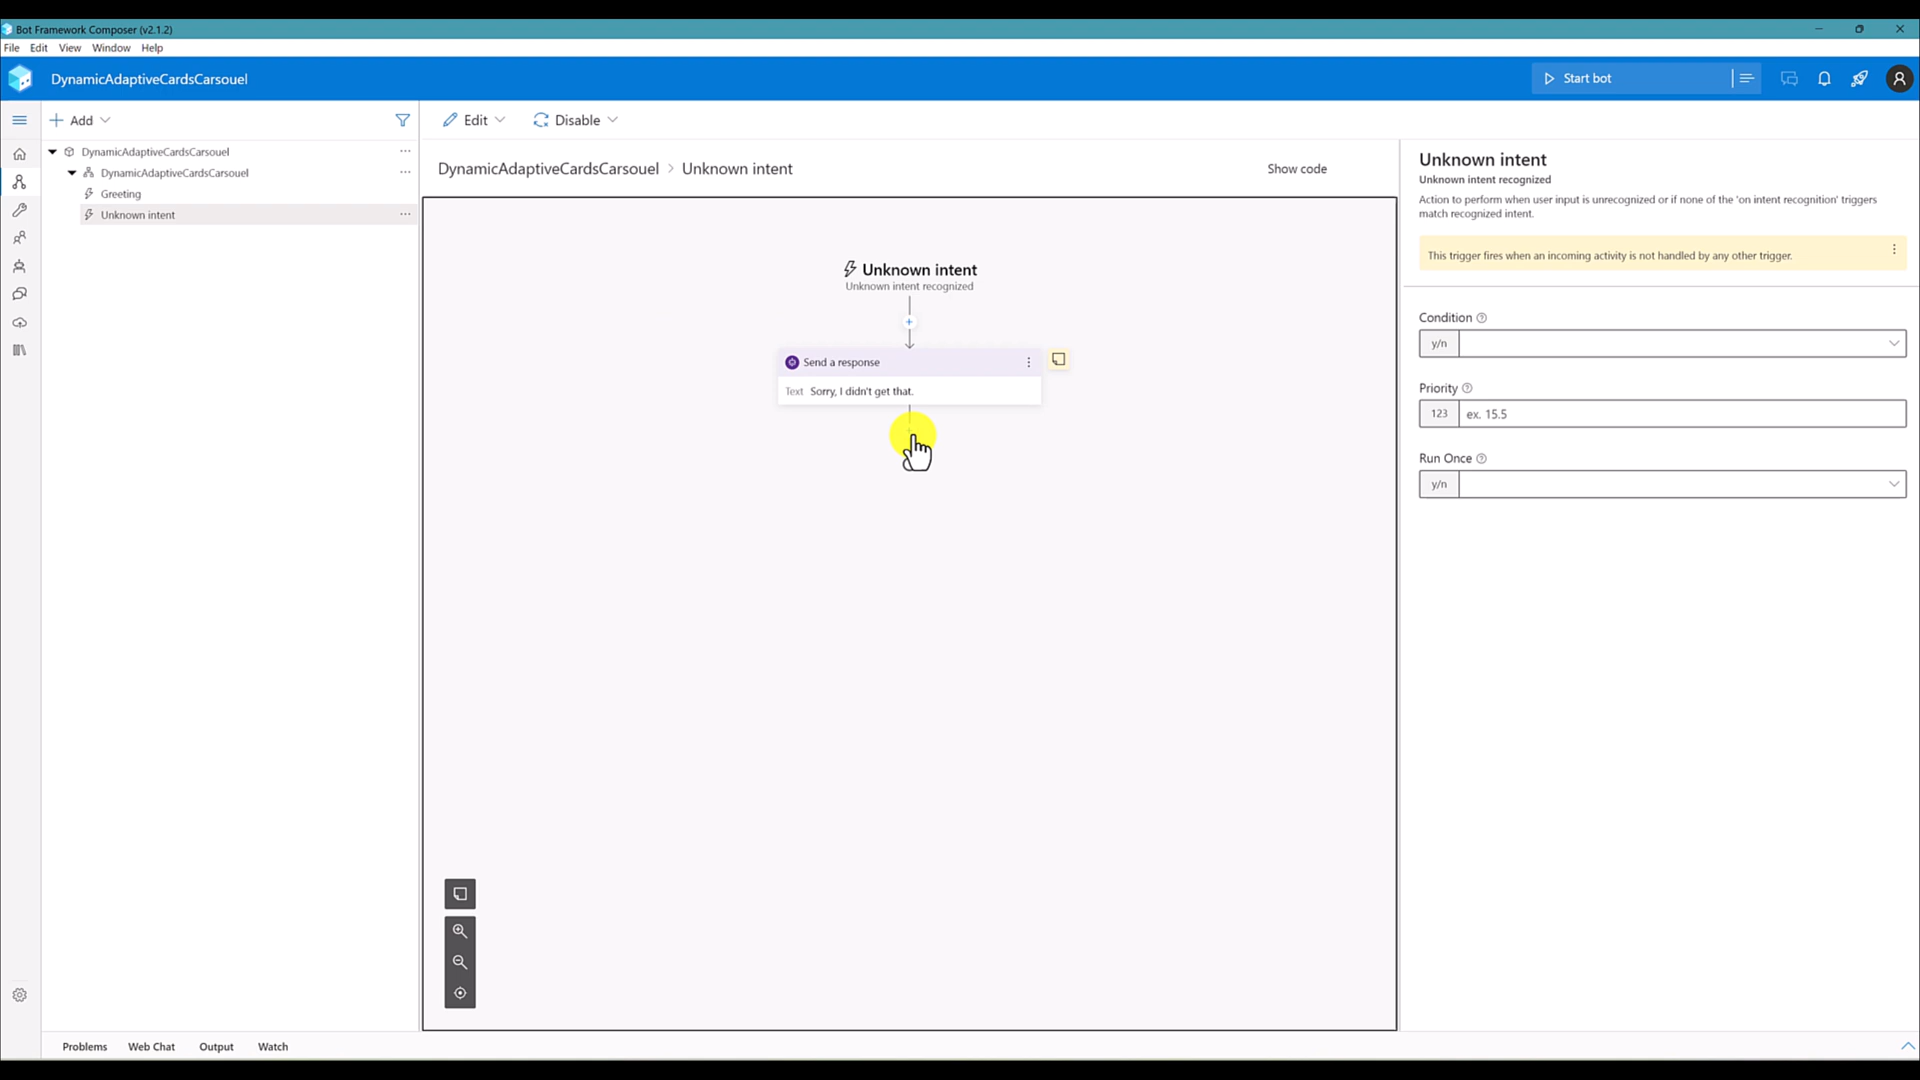 Bot Framework Composer (v2.1.2)
File Edit View Window Help
DynamicAdaptiveCardsCarsouel
Start bot
Add
Edit
Disable
DynamicAdaptiveCardsCarsouel
DynamicAdaptiveCardsCarsouel
Greeting
Unknown intent
DynamicAdaptiveCardsCarsouel > Unknown intent
Show code
Unknown intent
Unknown intent recognized
Send a response
Text Sorry, I didn't get that.
Unknown intent
Unknown intent recognized
Action to perform when user input is unrecognized or if none of the 'on intent recognition' triggers
match recognized intent.
This trigger fires when an incoming activity is not handled by any other trigger.
Condition
y/n
Priority
123 ex. 15.5
Run Once
y/n
Problems Web Chat Output Watch